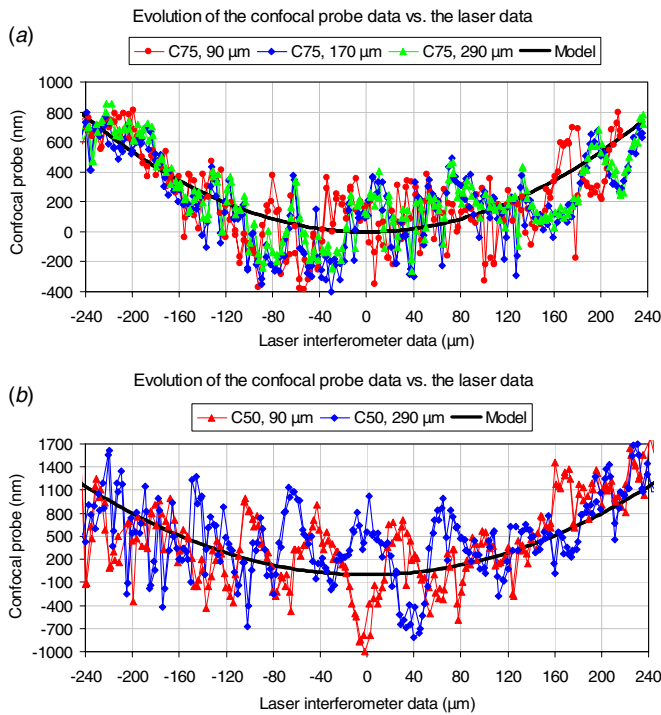 Evolution of the confocal probe data vs. the laser data
(a)
C75, 90 µm C75, 170 µm C75, 290 µm Model
Confocal probe (nm)
1000
800
600
400
200
0
-200
-400
-240 -200 -160 -120 -80 -40 0 40 80 120 160 200 240
Laser interferometer data (µm)
Evolution of the confocal probe data vs. the laser data
(b)
C50, 90 µm C50, 290 µm Model
Confocal probe (nm)
1700
1400
1100
800
500
200
-100
-400
-700
-1000
-240 -200 -160 -120 -80 -40 0 40 80 120 160 200 240
Laser interferometer data (µm)